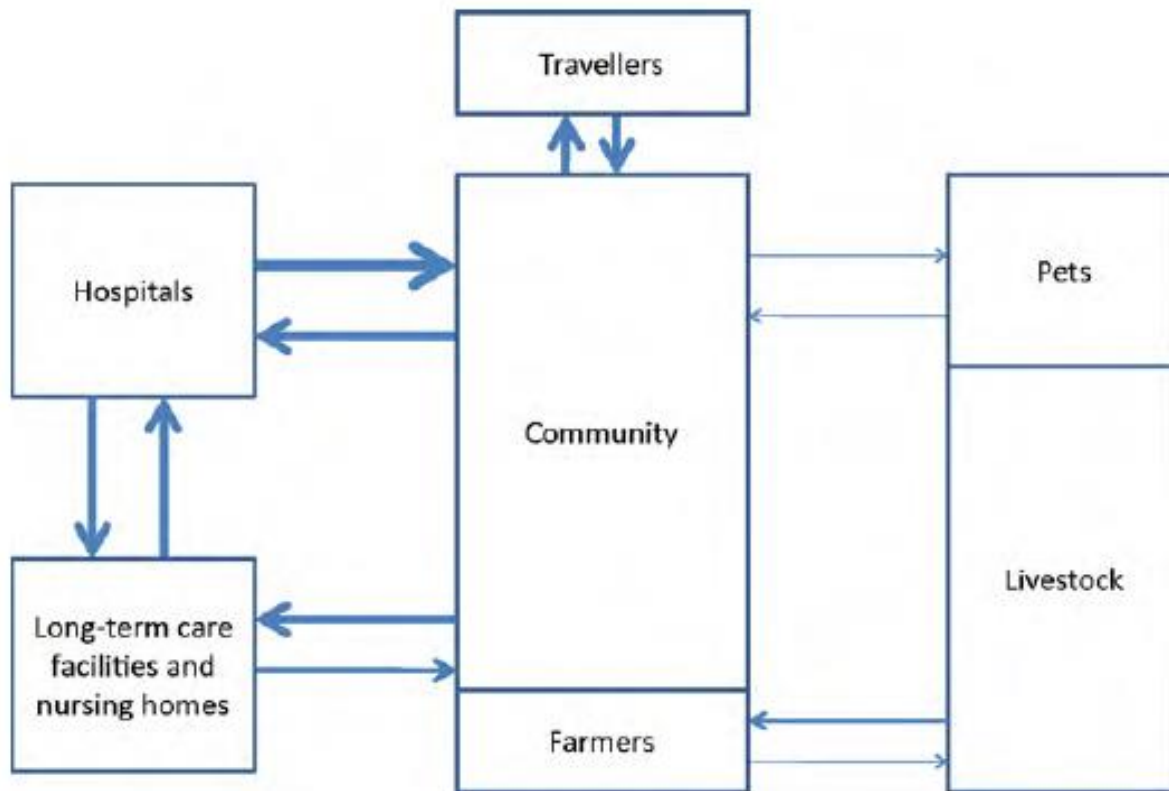 Travellers
Hospitals
Pets
Community
Livestock
Long-term care
facilities and
nursing homes
Farmers